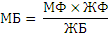 МБ = МФ × ЖФ
ЖБ